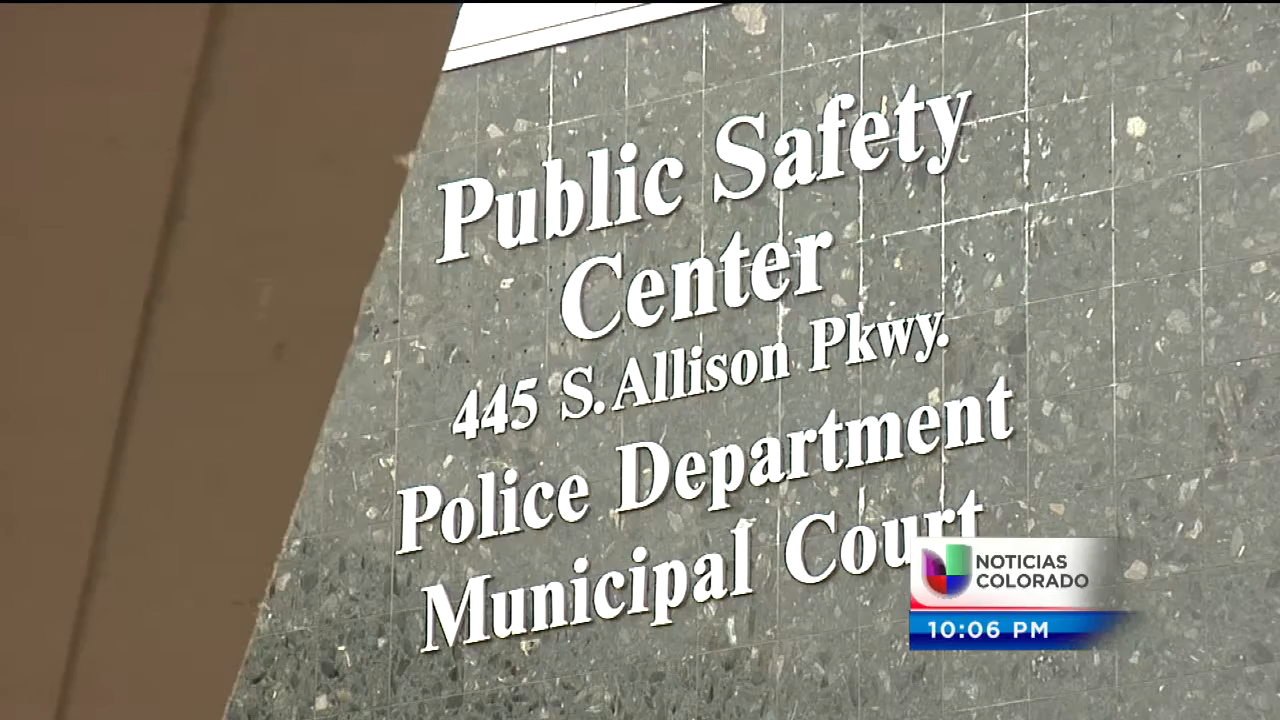 Public Safety
Center
445 S. Allison Pkwy.
Police Department
Municipal Court
NOTICIAS
COLORADO
10:06 PM